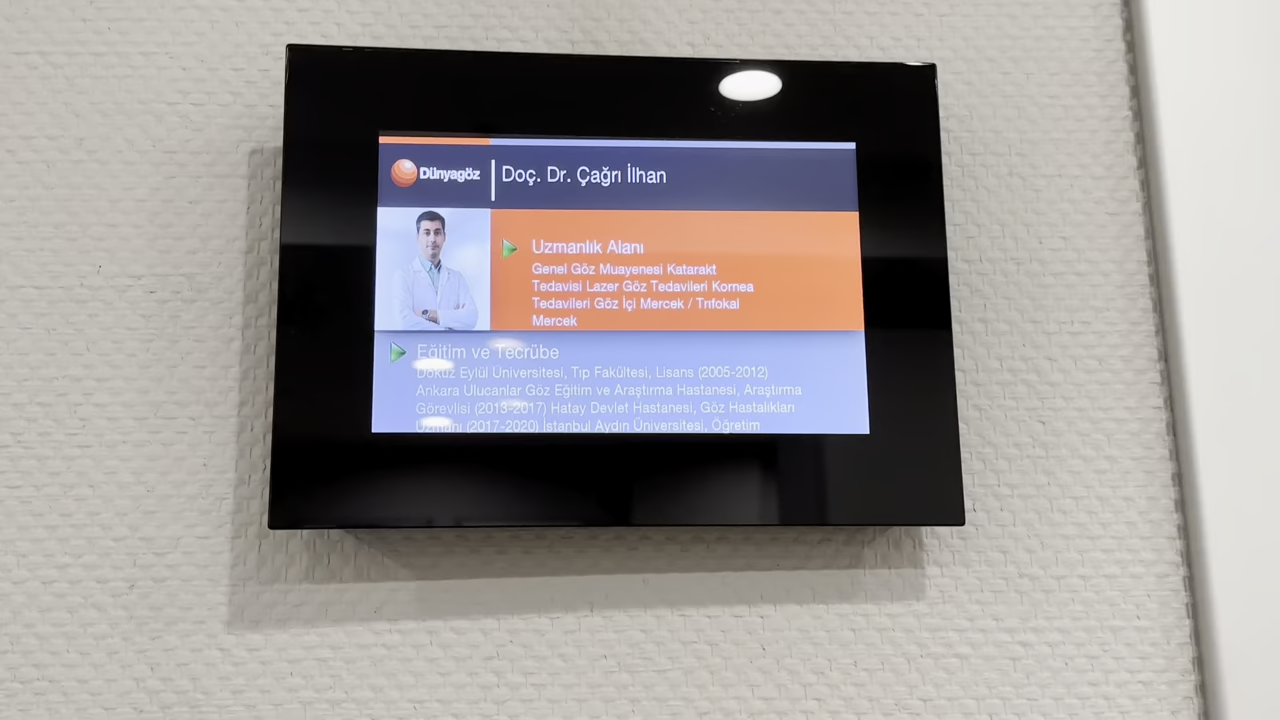 Dünyagöz
Doç. Dr. Çağrı İlhan
Uzmanlık Alanı
Genel Göz Muayenesi Katarakt
Tedavisi Lazer Göz Tedavileri Kornea
Tedavileri Göz İçi Mercek / Trifokal
Mercek
Eğitim ve Tecrübe
Dokuz Eylül Üniversitesi, Tıp Fakültesi, Lisans (2005-2012)
Ankara Ulucanlar Göz Eğitim ve Araştırma Hastanesi, Araştırma
Görevlisi (2013-2017) Hatay Devlet Hastanesi, Göz Hastalıkları
Uzmanı (2017-2020) İstanbul Aydın Üniversitesi, Öğretim